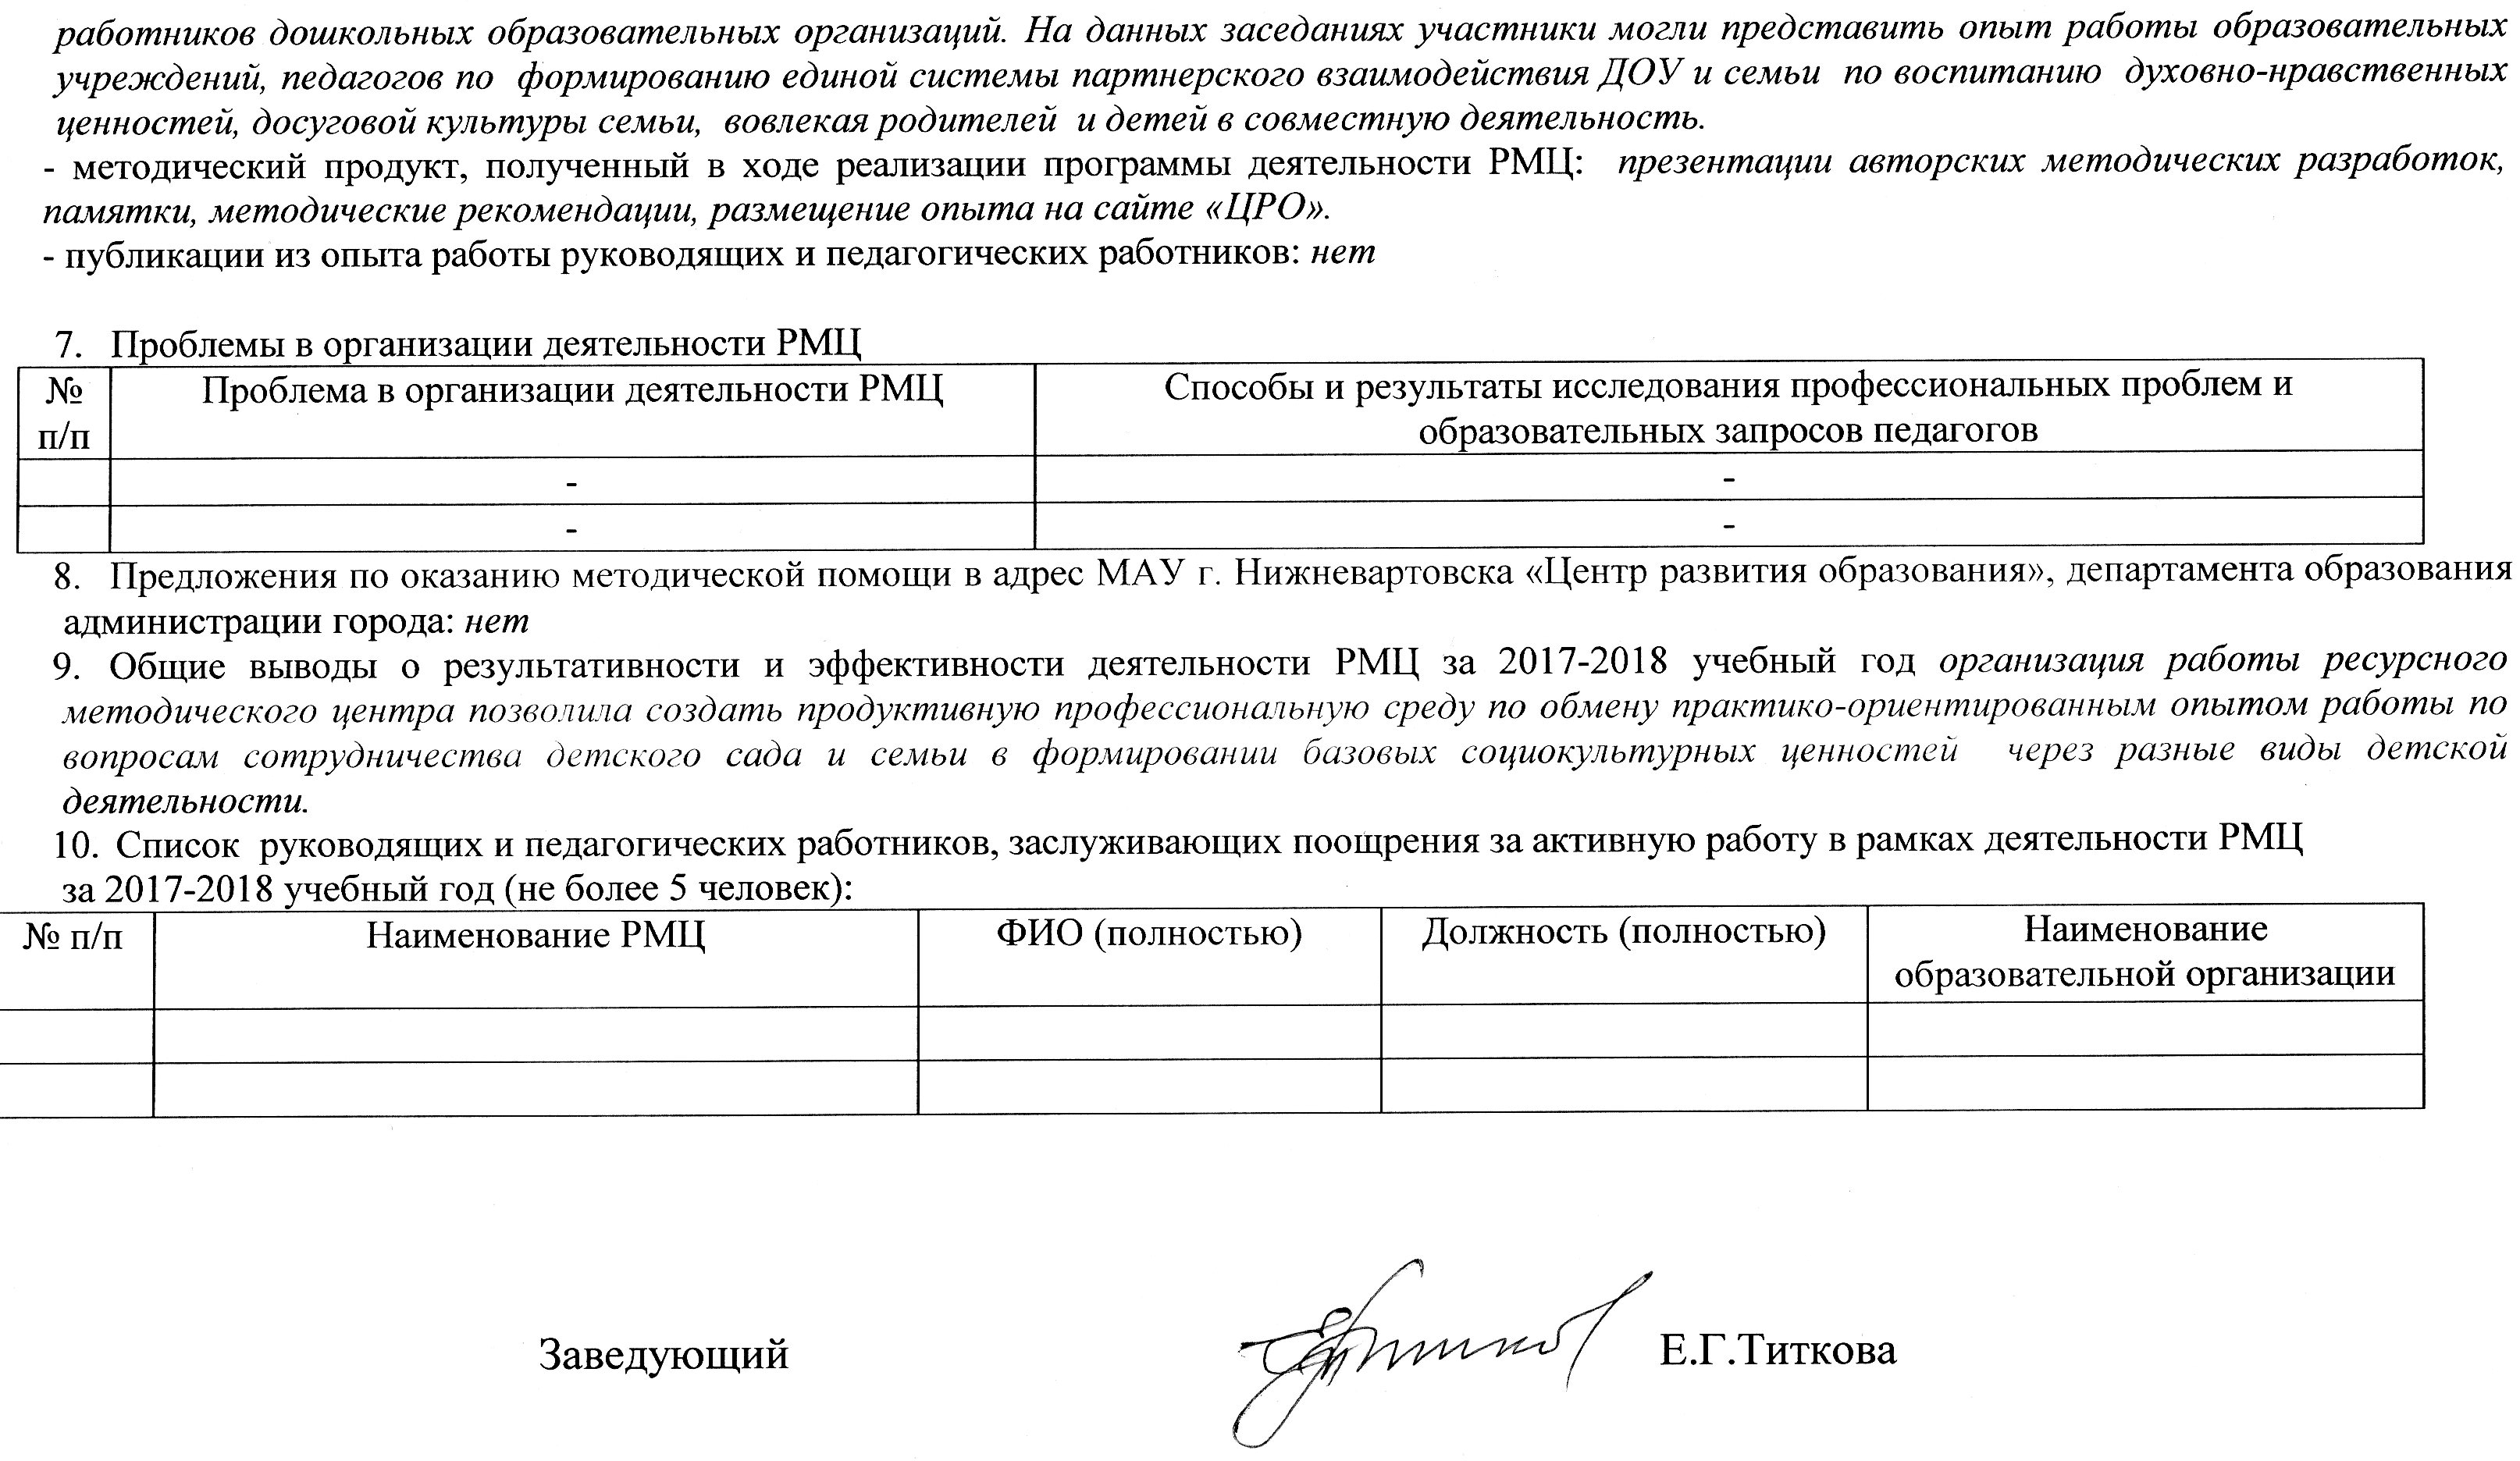 работников дошкольных образовательных организаций. На данных заседаниях участники могли представить опыт работы образовательных
учреждений, педагогов по формированию единой системы партнерского взаимодействия ДОУ и семьи по воспитанию духовно-нравственных
ценностей, досуговой культуры семьи, вовлекая родителей и детей в совместную деятельность.
- методический продукт, полученный в ходе реализации программы деятельности РМЦ: презентации авторских методических разработок,
памятки, методические рекомендации, размещение опыта на сайте «ЦРО».
- публикации из опыта работы руководящих и педагогических работников: нет
7. Проблемы в организации деятельности РМЦ
№ п/п
Проблема в организации деятельности РМЦ
Способы и результаты исследования профессиональных проблем и
образовательных запросов педагогов
- -
- -
8. Предложения по оказанию методической помощи в адрес МАУ г. Нижневартовска «Центр развития образования», департамента образования
администрации города: нет
9. Общие выводы о результативности и эффективности деятельности РМЦ за 2017-2018 учебный год организация работы ресурсного
методического центра позволила создать продуктивную профессиональную среду по обмену практико-ориентированным опытом работы по
вопросам сотрудничества детского сада и семьи в формировании базовых социокультурных ценностей через разные виды детской
деятельности.
10. Список руководящих и педагогических работников, заслуживающих поощрения за активную работу в рамках деятельности РМЦ
за 2017-2018 учебный год (не более 5 человек):
№ п/п
Наименование РМЦ
ФИО (полностью)
Должность (полностью)
Наименование
образовательной организации
Заведующий Е.Г.Титкова